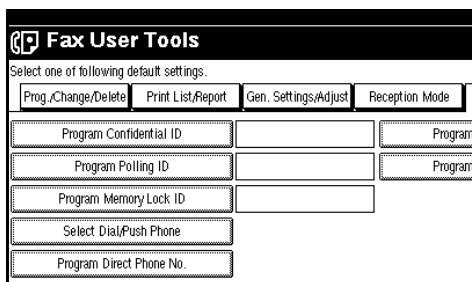 Fax User Tools
Select one of following default settings.
Prog./Change/Delete Print List/Report Gen. Settings/Adjust Reception Mode
Program Confidential ID Program
Program Polling ID Program
Program Memory Lock ID
Select Dial/Push Phone
Program Direct Phone No.